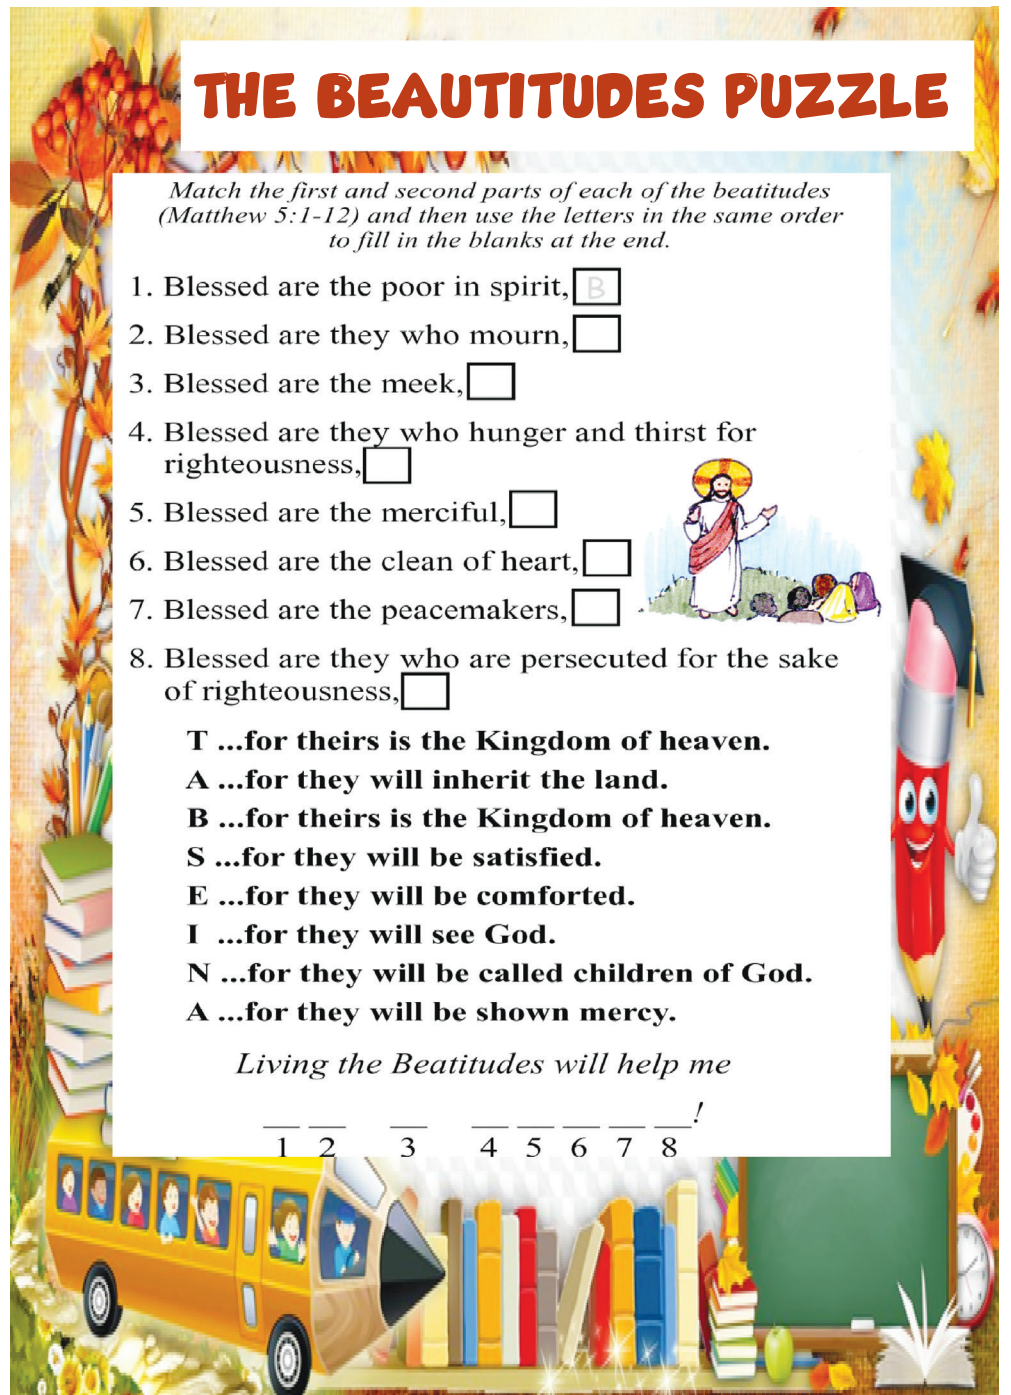 THE BEAUTITUDES PUZZLE
Match the first and second parts of each of the beatitudes
(Matthew 5:1-12) and then use the letters in the same order
to fill in the blanks at the end.
1. Blessed are the poor in spirit, B
2. Blessed are they who mourn,
3. Blessed are the meek,
4. Blessed are they who hunger and thirst for
righteousness,
5. Blessed are the merciful,
6. Blessed are the clean of heart,
7. Blessed are the peacemakers,
8. Blessed are they who are persecuted for the sake
of righteousness,
T ...for theirs is the Kingdom of heaven.
A ...for they will inherit the land.
B ...for theirs is the Kingdom of heaven.
S ...for they will be satisfied.
E ...for they will be comforted.
I ...for they will see God.
N ...for they will be called children of God.
A ...for they will be shown mercy.
Living the Beatitudes will help me
__ __ __ __ __ __ __ __!
1 2 3 4 5 6 7 8